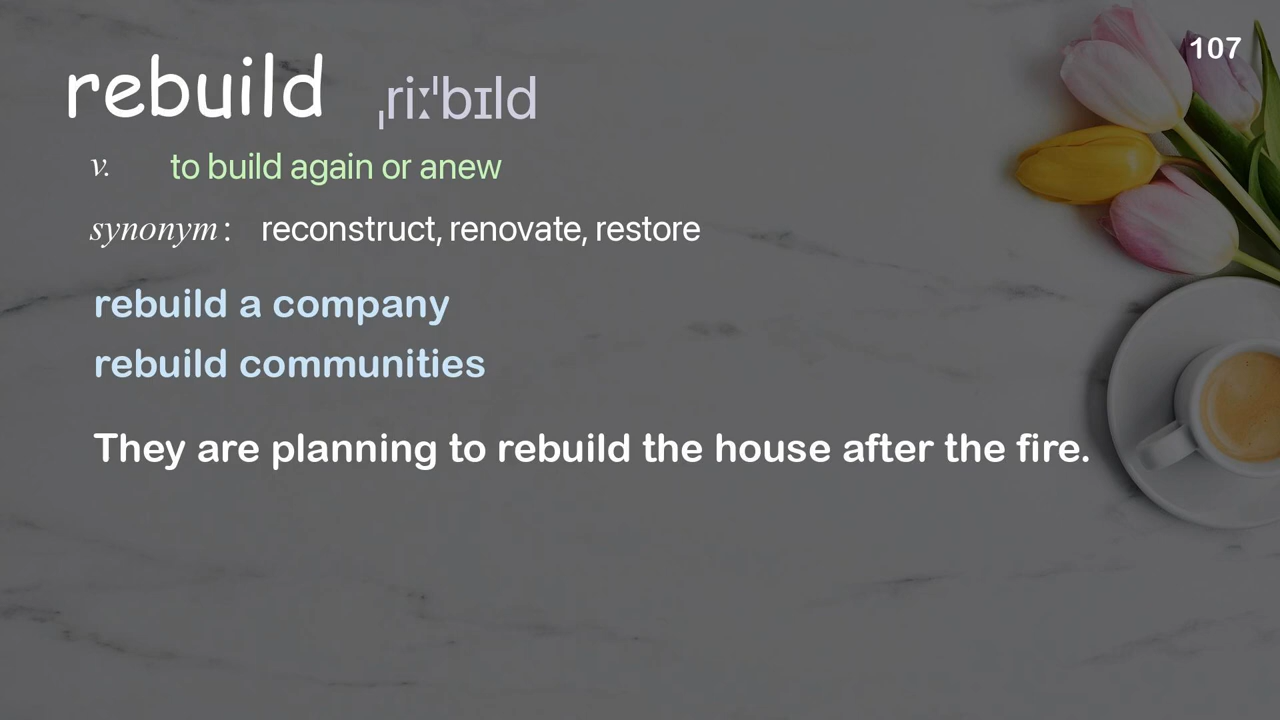 107
rebuild ˌriːˈbɪld
v. to build again or anew
synonym : reconstruct, renovate, restore
rebuild a company
rebuild communities
They are planning to rebuild the house after the fire.